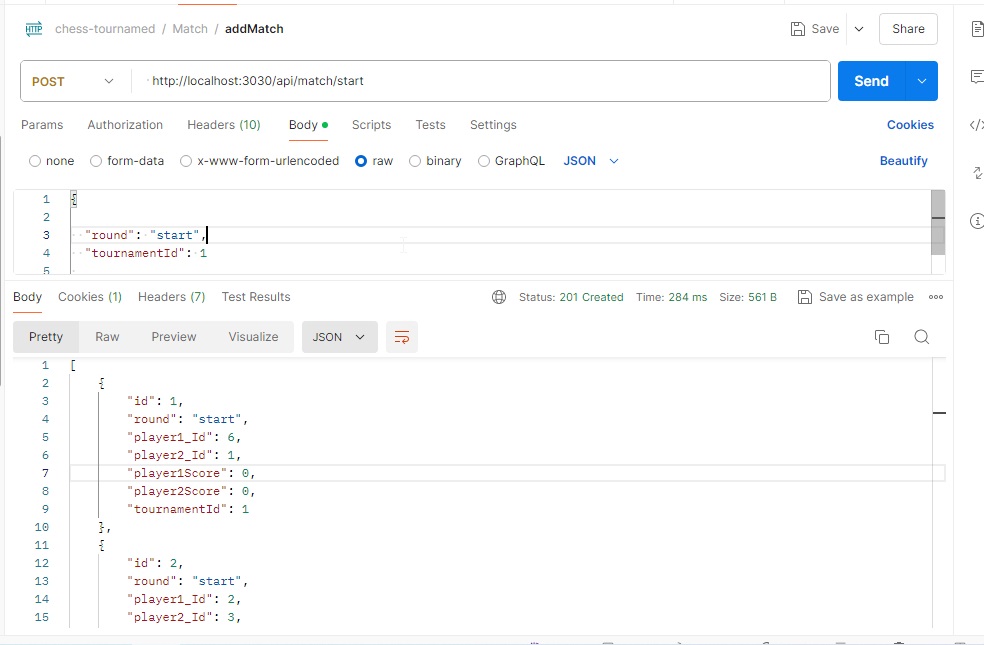 HTTP chess-tournamed / Match / addMatch Save Share
POST http://localhost:3030/api/match/start Send
Params Authorization Headers (10) Body Scripts Tests Settings Cookies
none form-data x-www-form-urlencoded raw binary GraphQL JSON Beautify
1 {
2
3 "round": "start",
4 "tournamentId": 1
5
Body Cookies (1) Headers (7) Test Results Status: 201 Created Time: 284 ms Size: 561 B Save as example
Pretty Raw Preview Visualize JSON
1 [
2 {
3 "id": 1,
4 "round": "start",
5 "player1_Id": 6,
6 "player2_Id": 1,
7 "player1Score": 0,
8 "player2Score": 0,
9 "tournamentId": 1
10 },
11 {
12 "id": 2,
13 "round": "start",
14 "player1_Id": 2,
15 "player2_Id": 3,